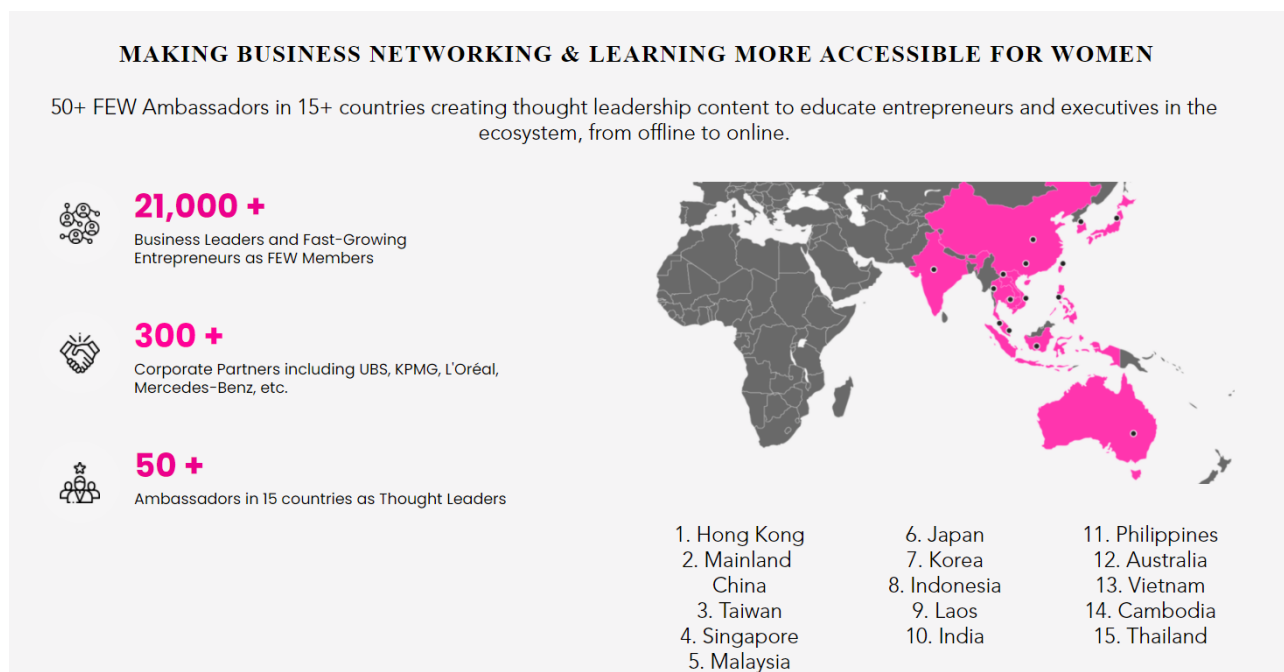 MAKING BUSINESS NETWORKING & LEARNING MORE ACCESSIBLE FOR WOMEN
50+ FEW Ambassadors in 15+ countries creating thought leadership content to educate entrepreneurs and executives in the
ecosystem, from offline to online.
21,000 +
Business Leaders and Fast-Growing
Entrepreneurs as FEW Members
300 +
Corporate Partners including UBS, KPMG, L'Oréal,
Mercedes-Benz, etc.
50 +
Ambassadors in 15 countries as Thought Leaders
1. Hong Kong
2. Mainland
China
3. Taiwan
4. Singapore
5. Malaysia
6. Japan
7. Korea
8. Indonesia
9. Laos
10. India
11. Philippines
12. Australia
13. Vietnam
14. Cambodia
15. Thailand